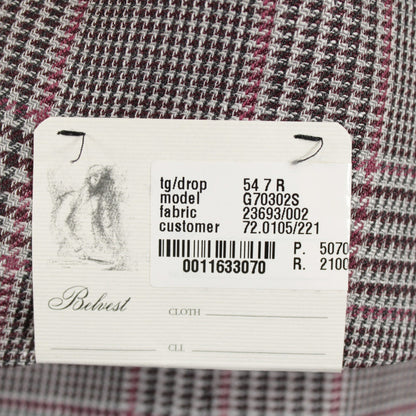 tg/drop 54 7 R
model G70302S
fabric 23693/002
customer 72.0105/221
P. 5070
0011633070 R. 2100
Belvest
CLOTH
CLI.